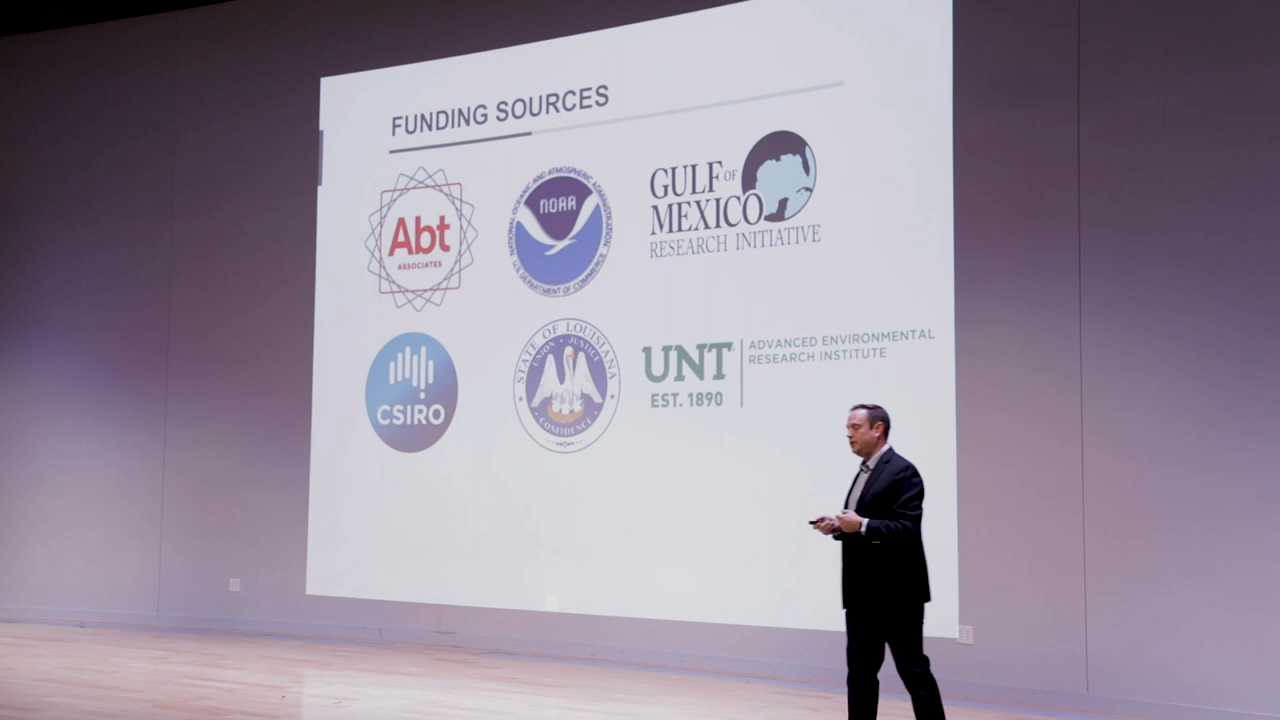 FUNDING SOURCES
Abt
ASSOCIATES
NATIONAL OCEANIC AND ATMOSPHERIC ADMINISTRATION
NOAA
U.S. DEPARTMENT OF COMMERCE
GULF OF
MEXICO
RESEARCH INITIATIVE
CSIRO
STATE OF LOUISIANA
UNION · JUSTICE
CONFIDENCE
UNT
EST. 1890
ADVANCED ENVIRONMENTAL
RESEARCH INSTITUTE